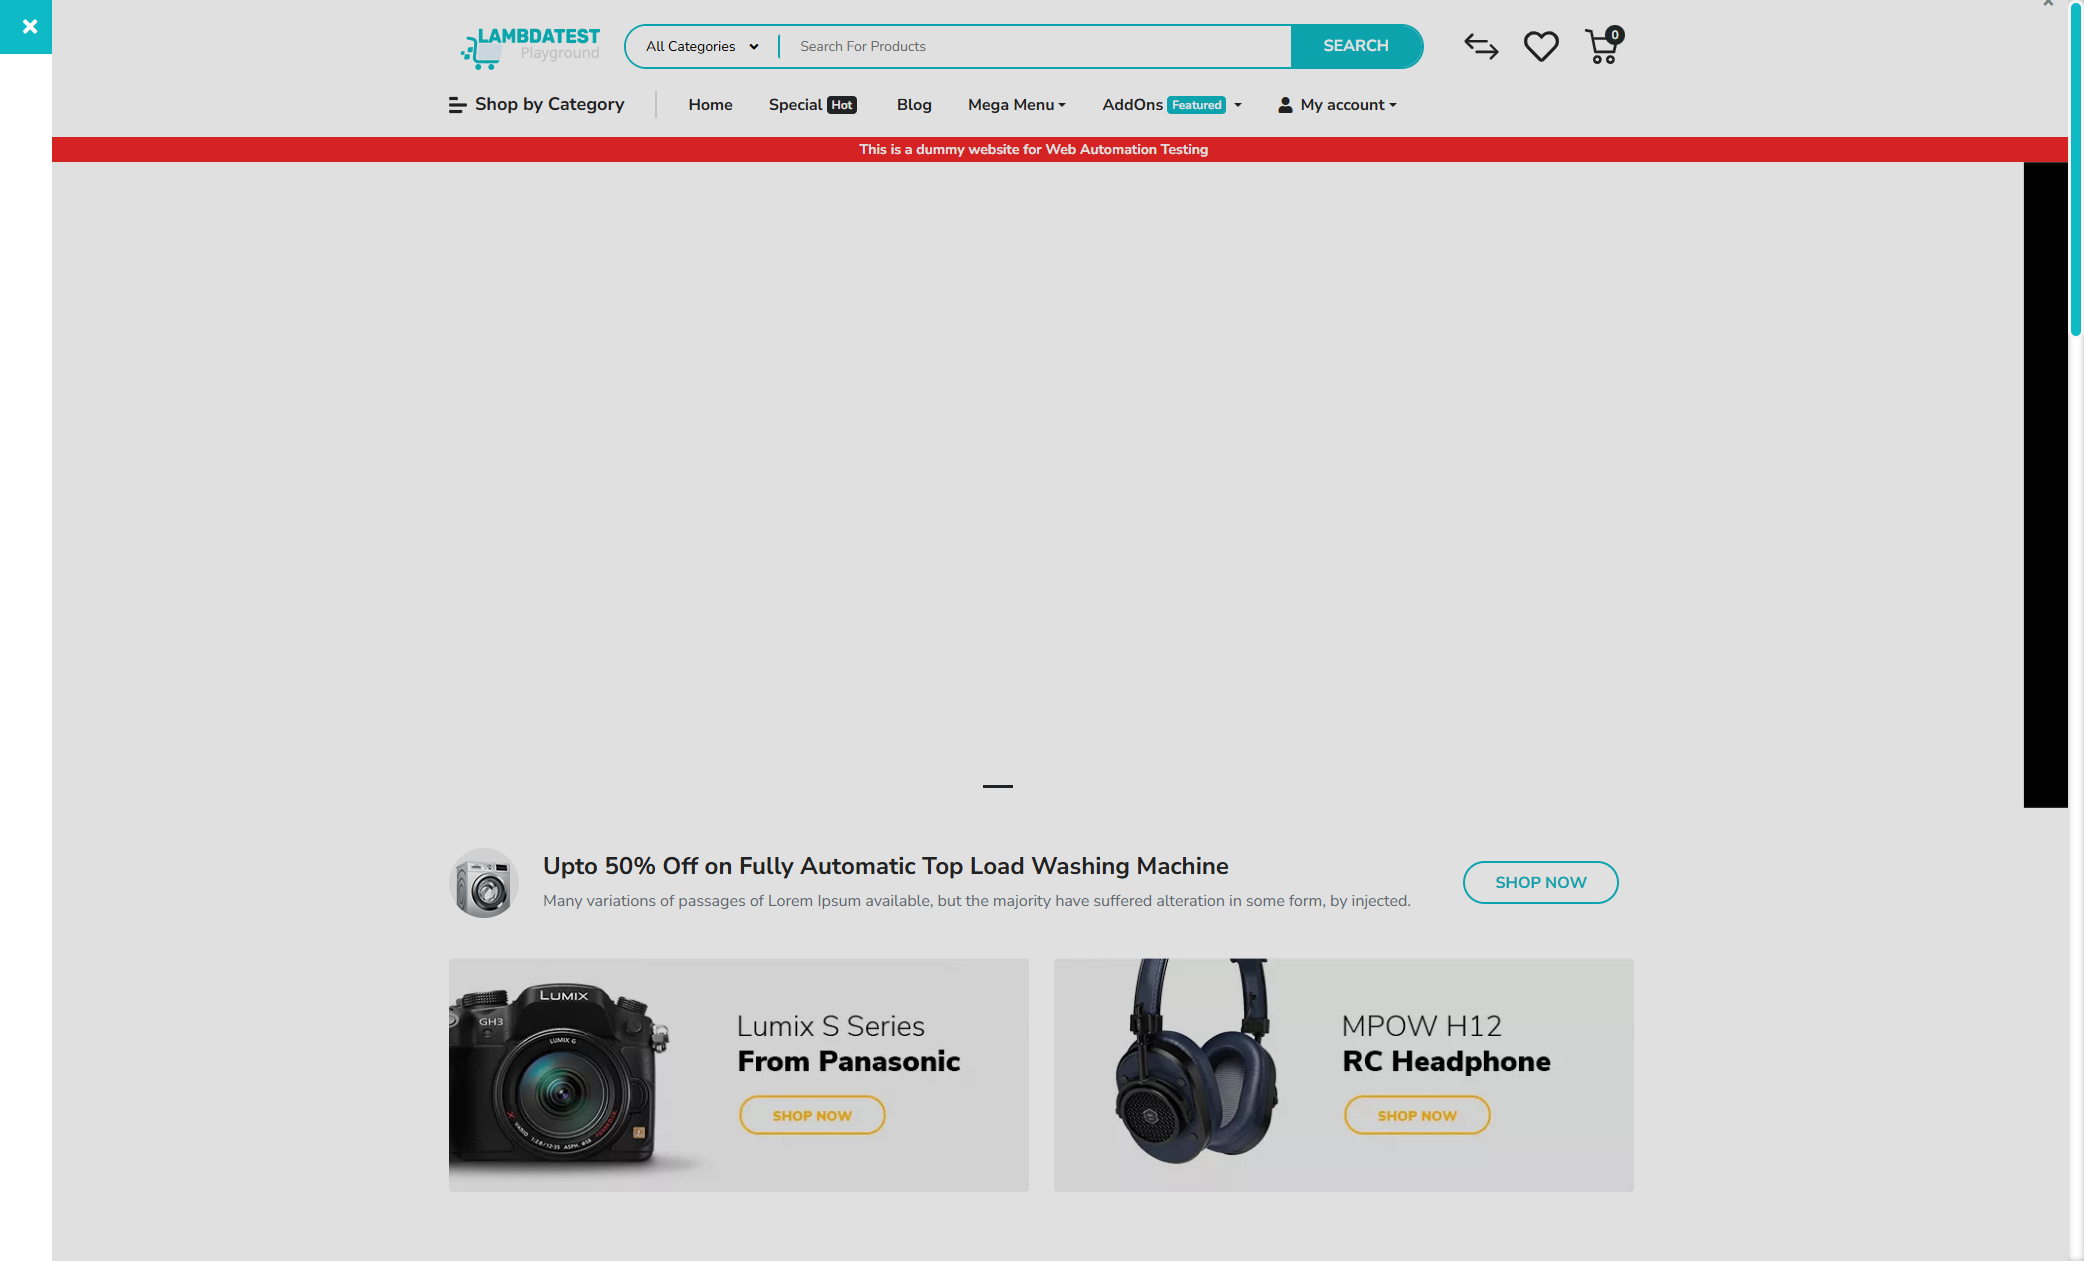 LAMBDATEST
Playground
All Categories
Search For Products
SEARCH
0
Shop by Category
Home
Special Hot
Blog
Mega Menu
AddOns Featured
My account
This is a dummy website for Web Automation Testing
Upto 50% Off on Fully Automatic Top Load Washing Machine
Many variations of passages of Lorem Ipsum available, but the majority have suffered alteration in some form, by injected.
SHOP NOW
LUMIX
GH3
LUMIX G
Lumix S Series
From Panasonic
SHOP NOW
MPOW H12
RC Headphone
SHOP NOW